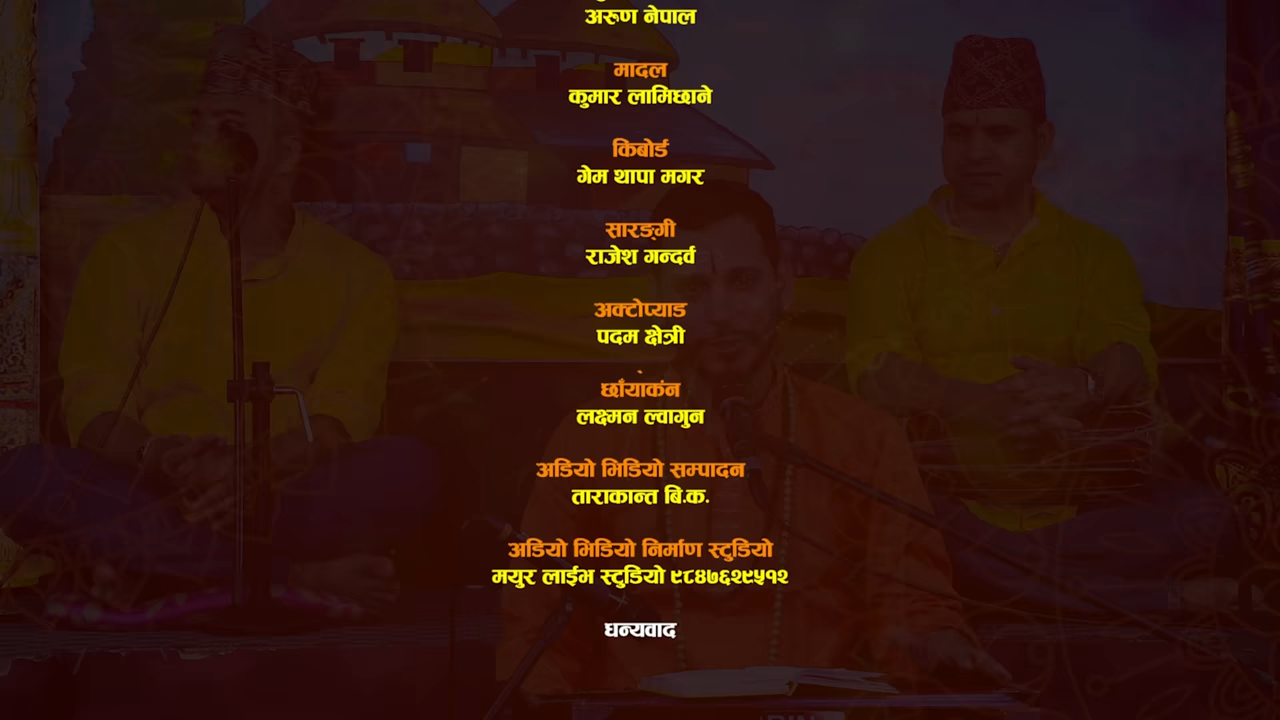 अरुण नेपाल
मादल
कुमार लामिछाने
किबोर्ड
गेम थापा मगर
सारङ्गी
राजेश गन्दर्व
अक्टोप्याड
पदम क्षेत्री
छाँयाकंन
लक्ष्मन ल्वागुन
अडियो भिडियो सम्पादन
ताराकान्त बि.क.
अडियो भिडियो निर्माण स्टुडियो
मयुर लाईभ स्टुडियो ९८४७६२९५१२
धन्यवाद